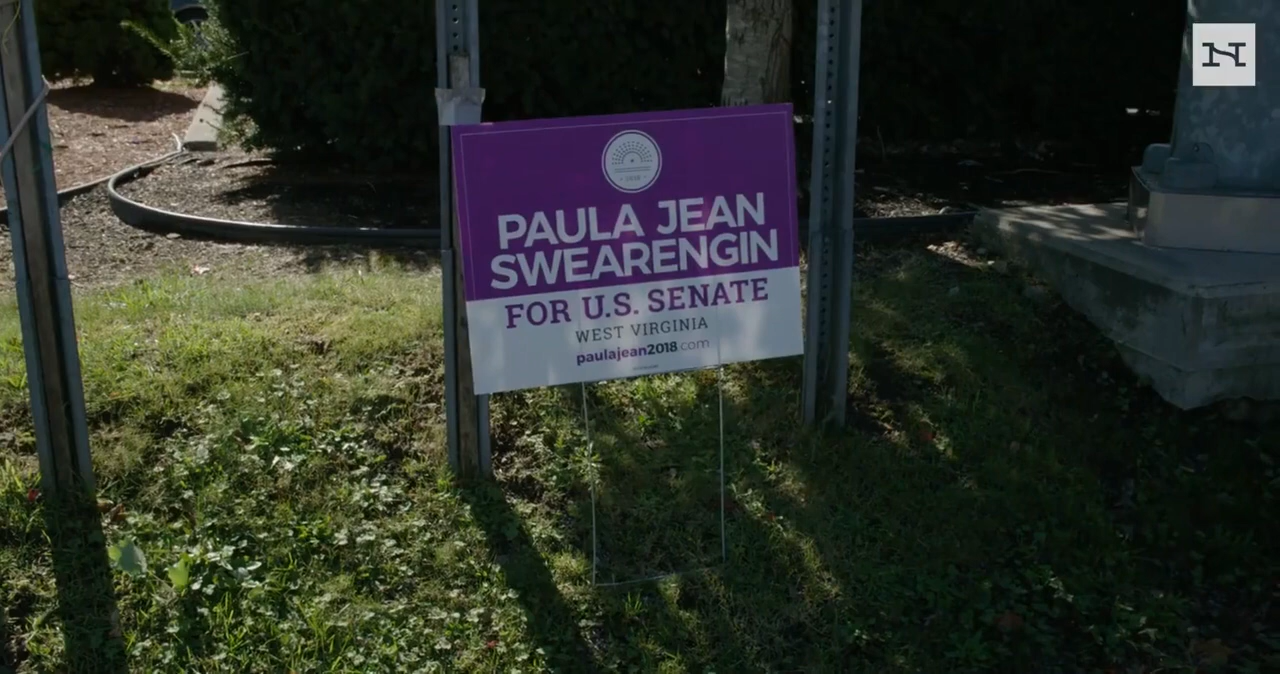 PAULA JEAN
SWEARENGIN
FOR U.S. SENATE
WEST VIRGINIA
paulajean2018.com